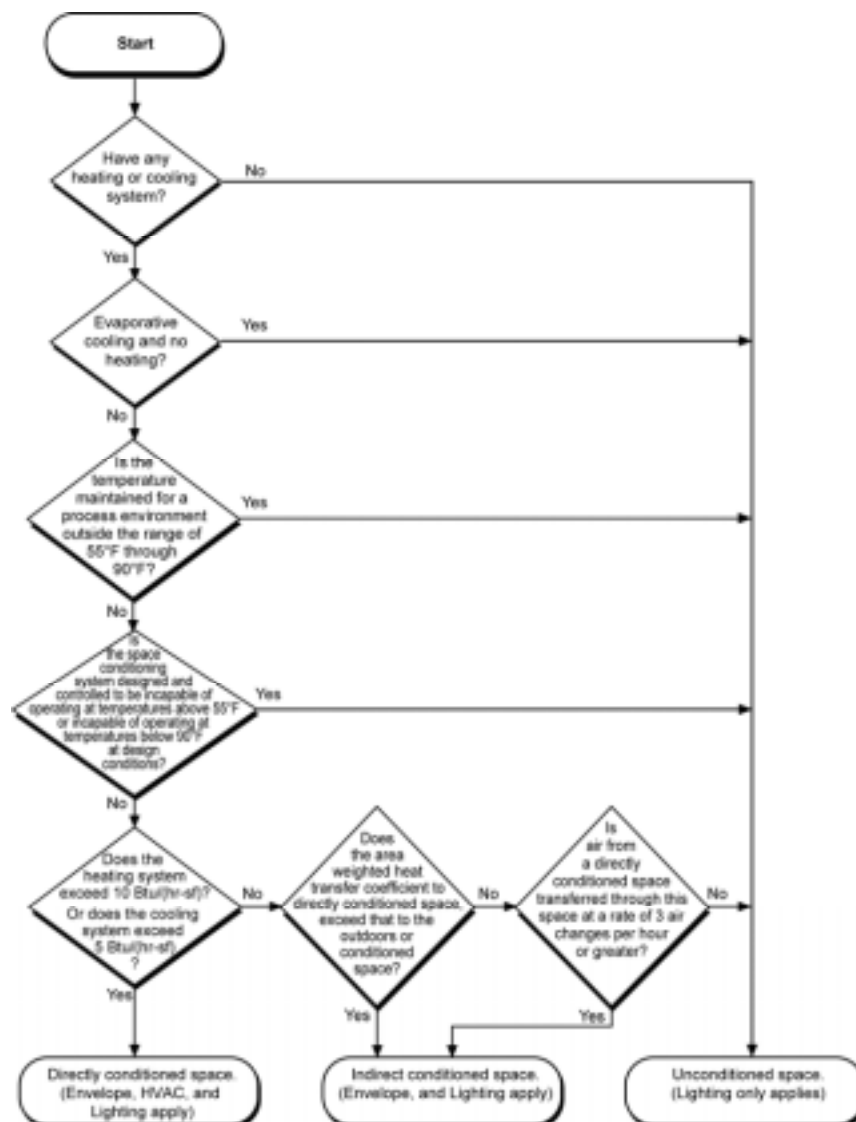 Start
Have any
heating or cooling
system?
No
Yes
Evaporative
cooling and no
heating?
Yes
No
Is the
temperature
maintained for a
process environment
outside the range of
55°F through
90°F?
Yes
No
Is
the space
conditioning
system designed and
controlled to be incapable of
operating at temperatures above 55°F
or incapable of operating at
temperatures below 90°F
at design
conditions?
Yes
No
Does the
heating system
exceed 10 Btu/(hr-sf)?
Or does the cooling
system exceed
5 Btu/(hr-sf)
?
No
Yes
Does
the area
weighted heat
transfer coefficient to
directly conditioned space,
exceed that to the
outdoors or
conditioned
space?
No
Yes
Is
air from
a directly
conditioned space
transferred through this
space at a rate of 3 air
changes per hour
or greater?
No
Yes
Directly conditioned space.
(Envelope, HVAC, and
Lighting apply)
Indirect conditioned space.
(Envelope, and Lighting apply)
Unconditioned space.
(Lighting only applies)